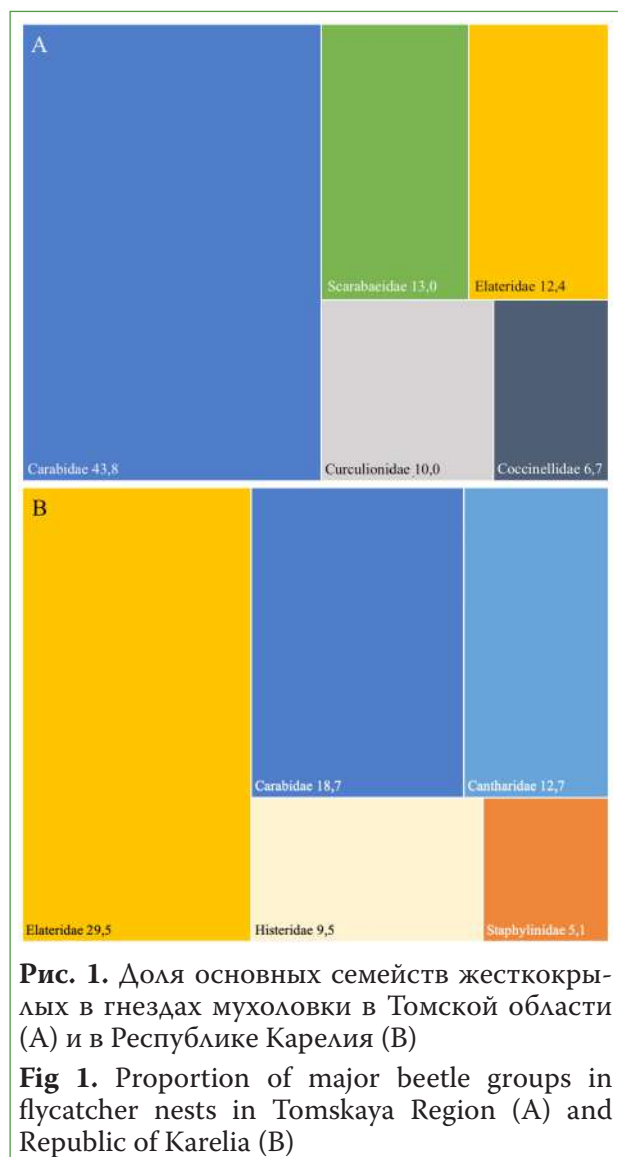 A
Scarabaeidae 13,0
Elateridae 12,4
Carabidae 43,8
Curculionidae 10,0
Coccinellidae 6,7
B
Carabidae 18,7
Cantharidae 12,7
Elateridae 29,5
Histeridae 9,5
Staphylinidae 5,1
Рис. 1. Доля основных семейств жесткокры-
лых в гнездах мухоловки в Томской области
(А) и в Республике Карелия (В)
Fig 1. Proportion of major beetle groups in
flycatcher nests in Tomskaya Region (A) and
Republic of Karelia (B)